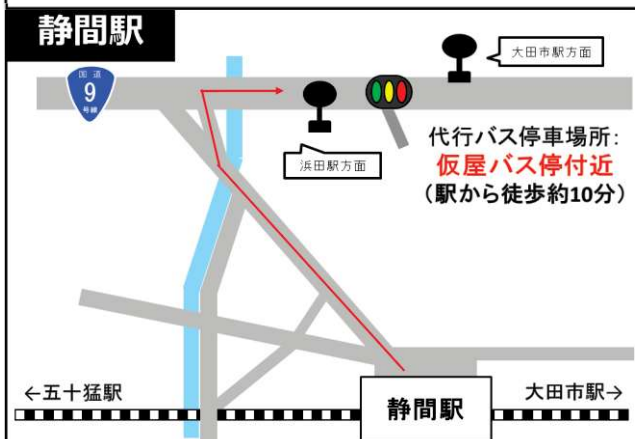 静間駅
国道
9
号線
大田市駅方面
浜田駅方面
代行バス停車場所:
仮屋バス停付近
(駅から徒歩約10分)
←五十猛駅
静間駅
大田市駅→